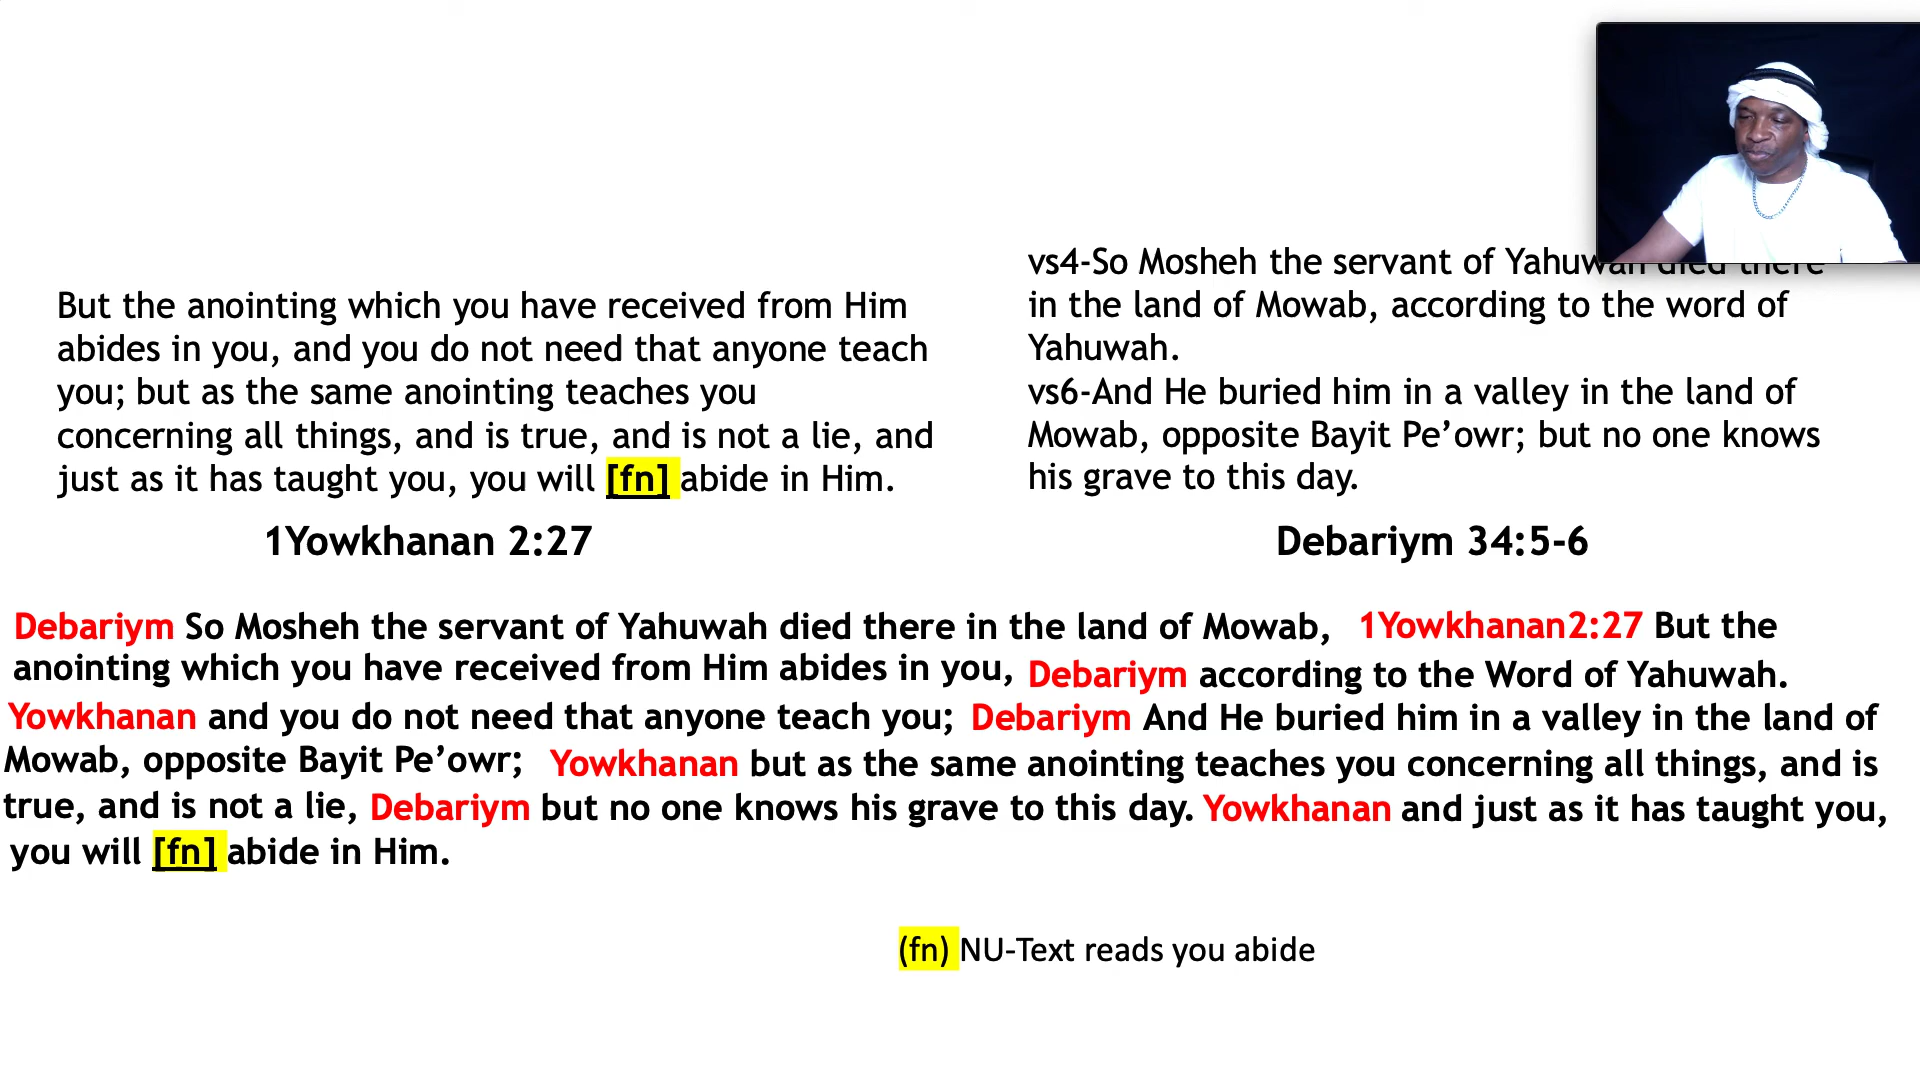 But the anointing which you have received from Him
abides in you, and you do not need that anyone teach
you; but as the same anointing teaches you
concerning all things, and is true, and is not a lie, and
just as it has taught you, you will [fn] abide in Him.
1Yowkhanan 2:27
vs4-So Mosheh the servant of Yahuwah died there
in the land of Mowab, according to the word of
Yahuwah.
vs6-And He buried him in a valley in the land of
Mowab, opposite Bayit Pe’owr; but no one knows
his grave to this day.
Debariym 34:5-6
Debariym So Mosheh the servant of Yahuwah died there in the land of Mowab, 1Yowkhanan2:27 But the
anointing which you have received from Him abides in you, Debariym according to the Word of Yahuwah.
Yowkhanan and you do not need that anyone teach you; Debariym And He buried him in a valley in the land of
Mowab, opposite Bayit Pe’owr; Yowkhanan but as the same anointing teaches you concerning all things, and is
true, and is not a lie, Debariym but no one knows his grave to this day. Yowkhanan and just as it has taught you,
you will [fn] abide in Him.
(fn) NU-Text reads you abide